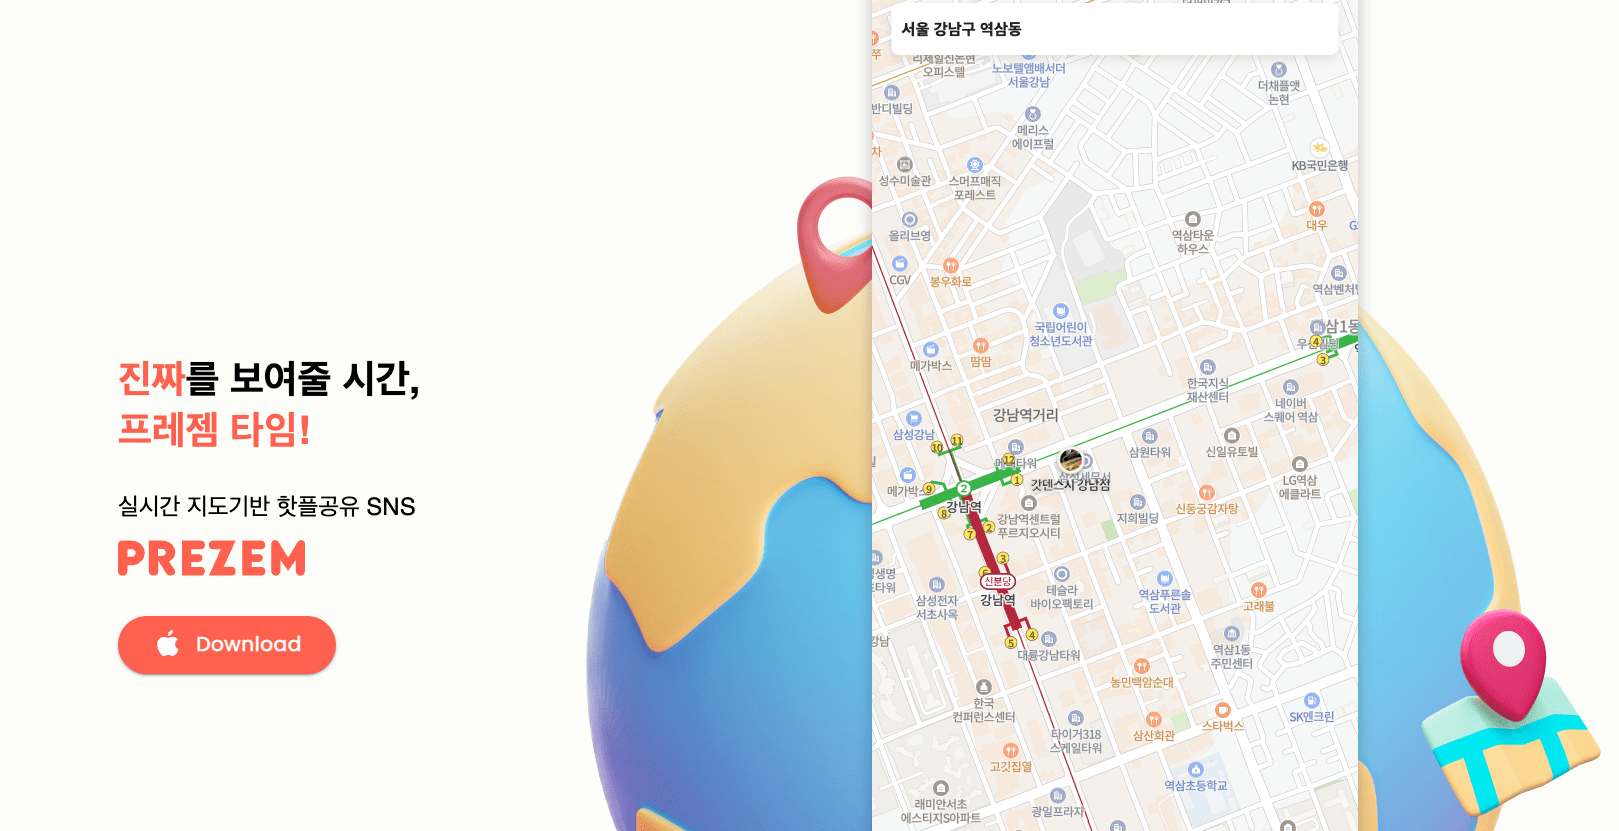 진짜를 보여줄 시간,
프레젬 타임!
실시간 지도기반 핫플공유 SNS
PREZEM
Download
서울 강남구 역삼동
오피스텔
노보텔앰배서더
서울강남
더채플앳
논현
반디빌딩
메리스
에이프럴
KB국민은행
성수미술관
스머프매직
포레스트
대우
올리브영
역삼타운
하우스
CGV
봉우화로
역삼벤처
국립어린이
청소년도서관
4
3
메가박스
땀땀
한국지식
재산센터
네이버
스퀘어 역삼
강남역거리
삼성강남
11
10
삼원타워
신일유토빌
12
1
메가박스
9
2
갓덴스시 강남점
LG역삼
에클라트
강남역
8
2
7
강남역센트럴
푸르지오시티
지희빌딩
신동궁감자탕
3
6
신분당
강남역
삼성전자
서초사옥
테슬라
바이오팩토리
역삼푸른솔
도서관
고래불
강남
4
5
대륭강남타워
역삼1동
주민센터
농민백암순대
한국
컨퍼런스센터
타이거318
스케일타워
삼산회관
스타벅스
SK엔크린
고깃집열
역삼초등학교
래미안서초
에스티지S아파트
광일프라자